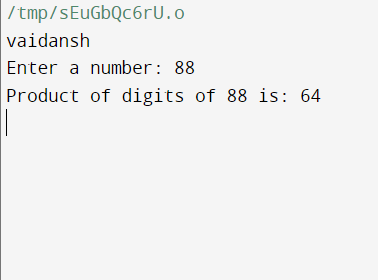 /tmp/sEuGbQc6rU.o
vaidansh
Enter a number: 88
Product of digits of 88 is: 64